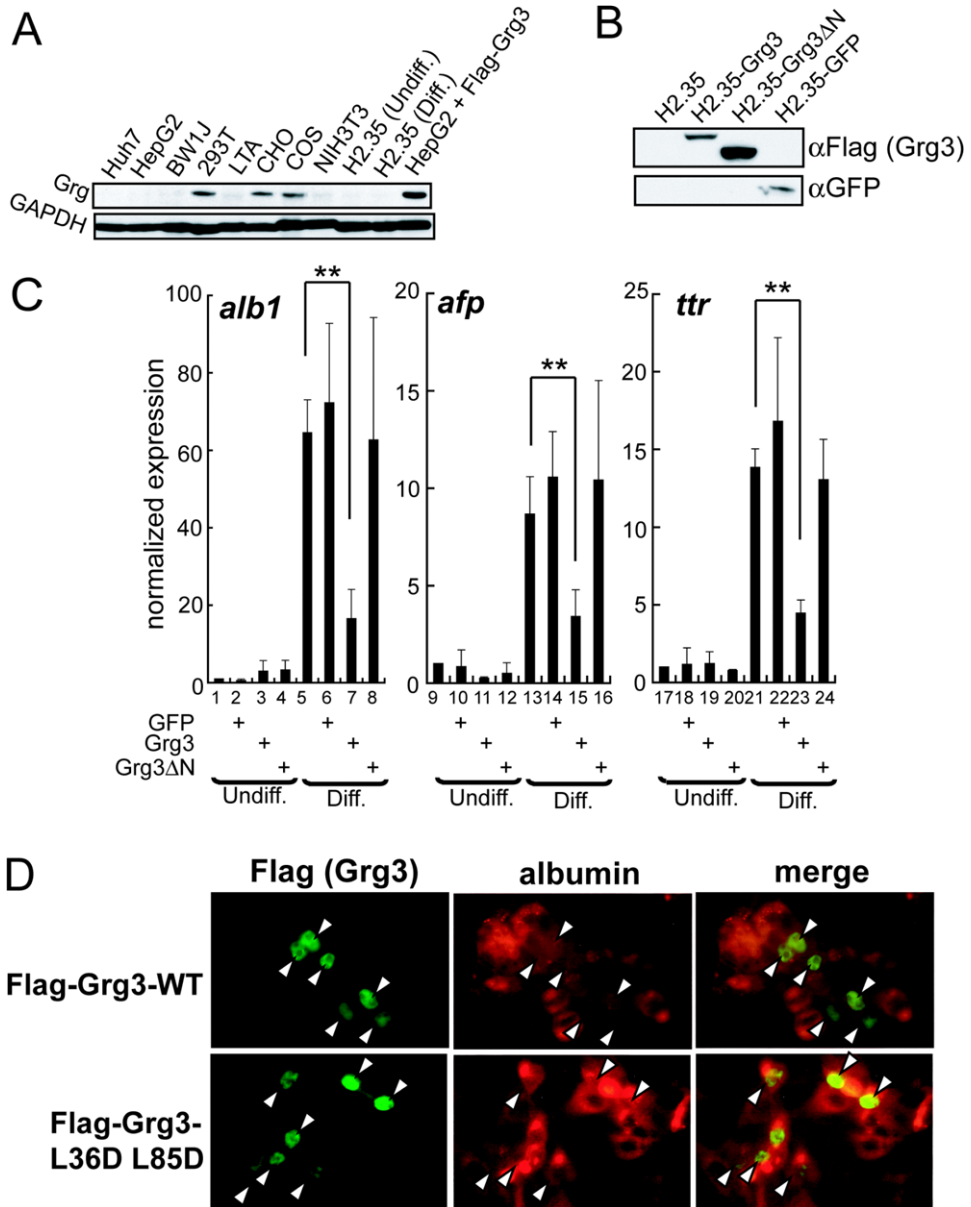 A
Huh7
HepG2
BW1J
293T
LTA
CHO
COS
NIH3T3
H2.35 (Undiff.)
H2.35 (Diff.)
HepG2 + Flag-Grg3
Grg
GAPDH
B
H2.35
H2.35-Grg3
H2.35-Grg3ΔN
H2.35-GFP
αFlag (Grg3)
αGFP
C
normalized expression
alb1
100
80
60
40
20
0
**
1 2 3 4 5 6 7 8
afp
20
15
10
5
0
**
9 10 11 12 13 14 15 16
ttr
25
20
15
10
5
0
**
17 18 19 20 21 22 23 24
GFP + + + + + +
Grg3 + + + + + +
Grg3ΔN + + + + + +
Undiff. Diff. Undiff. Diff. Undiff. Diff.
D
Flag (Grg3) albumin merge
Flag-Grg3-WT
Flag-Grg3-
L36D L85D